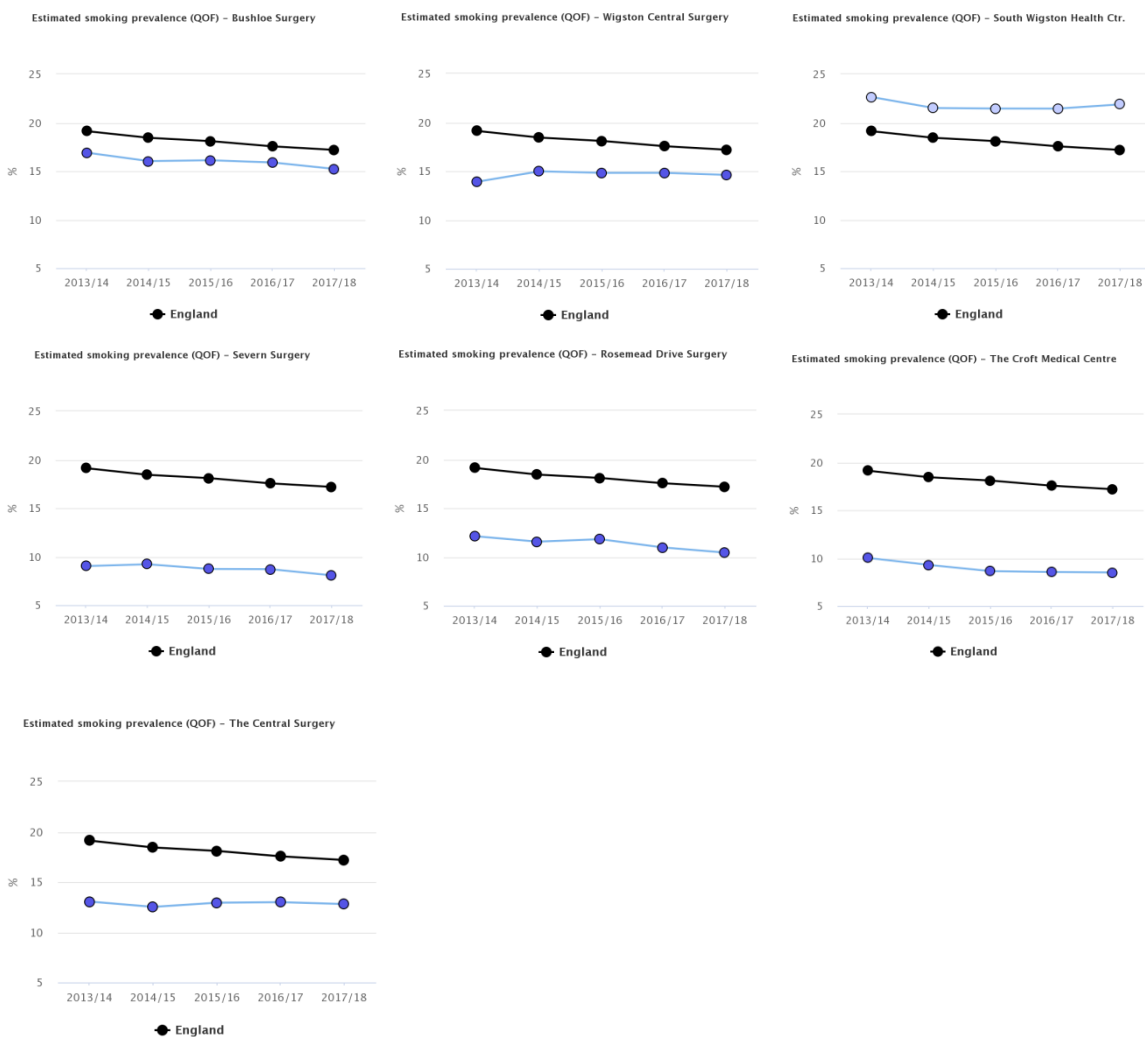 Estimated smoking prevalence (QOF) – Bushloe Surgery
25
20
15
10
5
%
2013/14 2014/15 2015/16 2016/17 2017/18
England
Estimated smoking prevalence (QOF) – Wigston Central Surgery
25
20
15
10
5
%
2013/14 2014/15 2015/16 2016/17 2017/18
England
Estimated smoking prevalence (QOF) – South Wigston Health Ctr.
25
20
15
10
5
%
2013/14 2014/15 2015/16 2016/17 2017/18
England
Estimated smoking prevalence (QOF) – Severn Surgery
25
20
15
10
5
%
2013/14 2014/15 2015/16 2016/17 2017/18
England
Estimated smoking prevalence (QOF) – Rosemead Drive Surgery
25
20
15
10
5
%
2013/14 2014/15 2015/16 2016/17 2017/18
England
Estimated smoking prevalence (QOF) – The Croft Medical Centre
25
20
15
10
5
%
2013/14 2014/15 2015/16 2016/17 2017/18
England
Estimated smoking prevalence (QOF) – The Central Surgery
25
20
15
10
5
%
2013/14 2014/15 2015/16 2016/17 2017/18
England